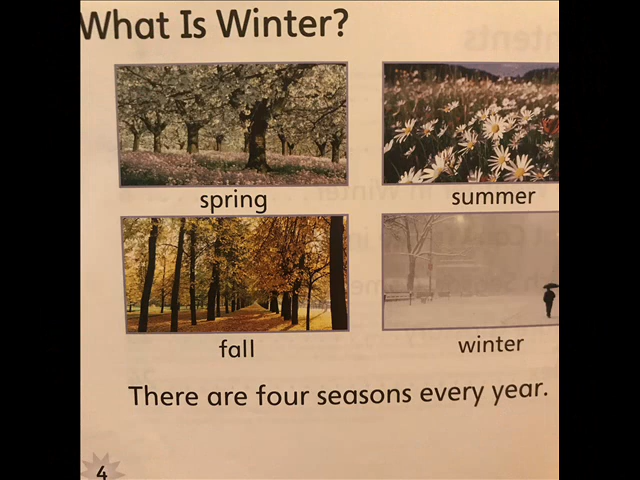 What Is Winter?
spring
summer
fall
winter
There are four seasons every year.
4